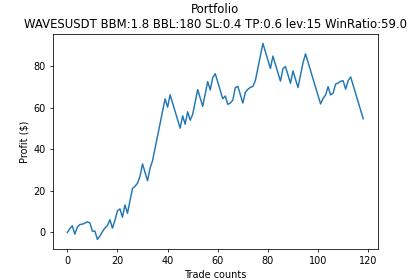 Portfolio
WAVESUSDT BBM:1.8 BBL:180 SL:0.4 TP:0.6 lev:15 WinRatio:59.0
80
60
40
20
0
Profit ($)
0 20 40 60 80 100 120
Trade counts